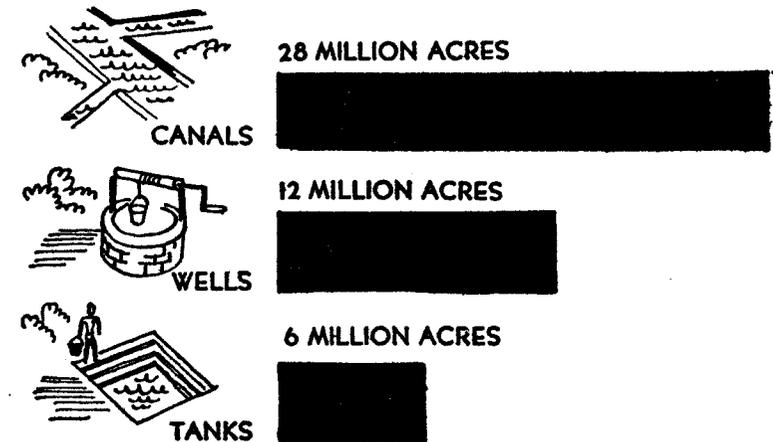 28 MILLION ACRES
CANALS
12 MILLION ACRES
WELLS
6 MILLION ACRES
TANKS